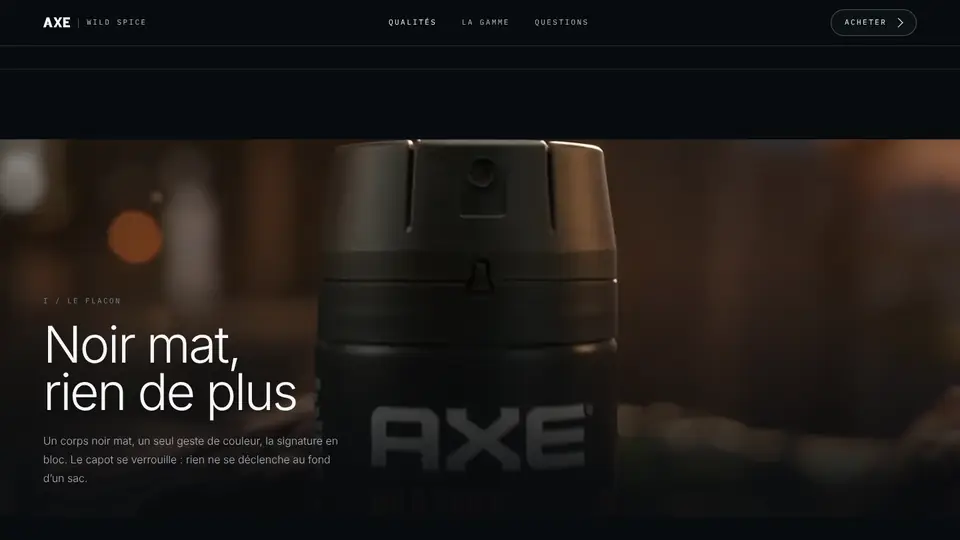 AXE | WILD SPICE
QUALITÉS
LA GAMME
QUESTIONS
ACHETER
I / LE FLACON
Noir mat,
rien de plus
Un corps noir mat, un seul geste de couleur, la signature en
bloc. Le capot se verrouille : rien ne se déclenche au fond
d'un sac.
AXE